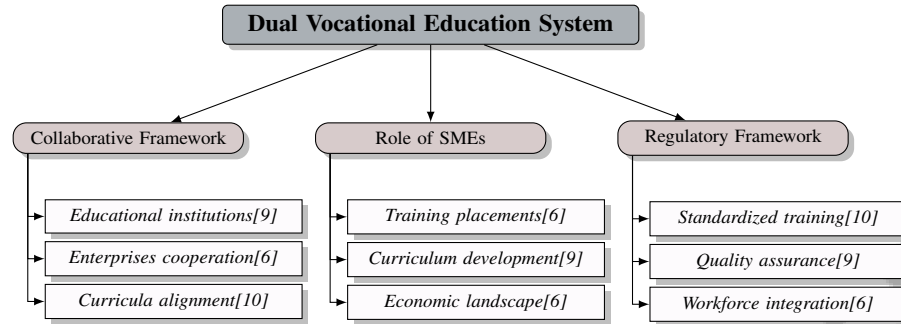 Dual Vocational Education System
Collaborative Framework
Role of SMEs
Regulatory Framework
Educational institutions[9]
Enterprises cooperation[6]
Curricula alignment[10]
Training placements[6]
Curriculum development[9]
Economic landscape[6]
Standardized training[10]
Quality assurance[9]
Workforce integration[6]